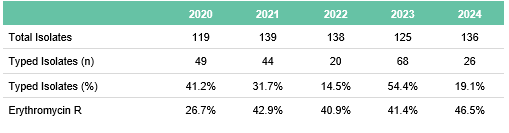 2020 2021 2022 2023 2024
Total Isolates 119 139 138 125 136
Typed Isolates (n) 49 44 20 68 26
Typed Isolates (%) 41.2% 31.7% 14.5% 54.4% 19.1%
Erythromycin R 26.7% 42.9% 40.9% 41.4% 46.5%